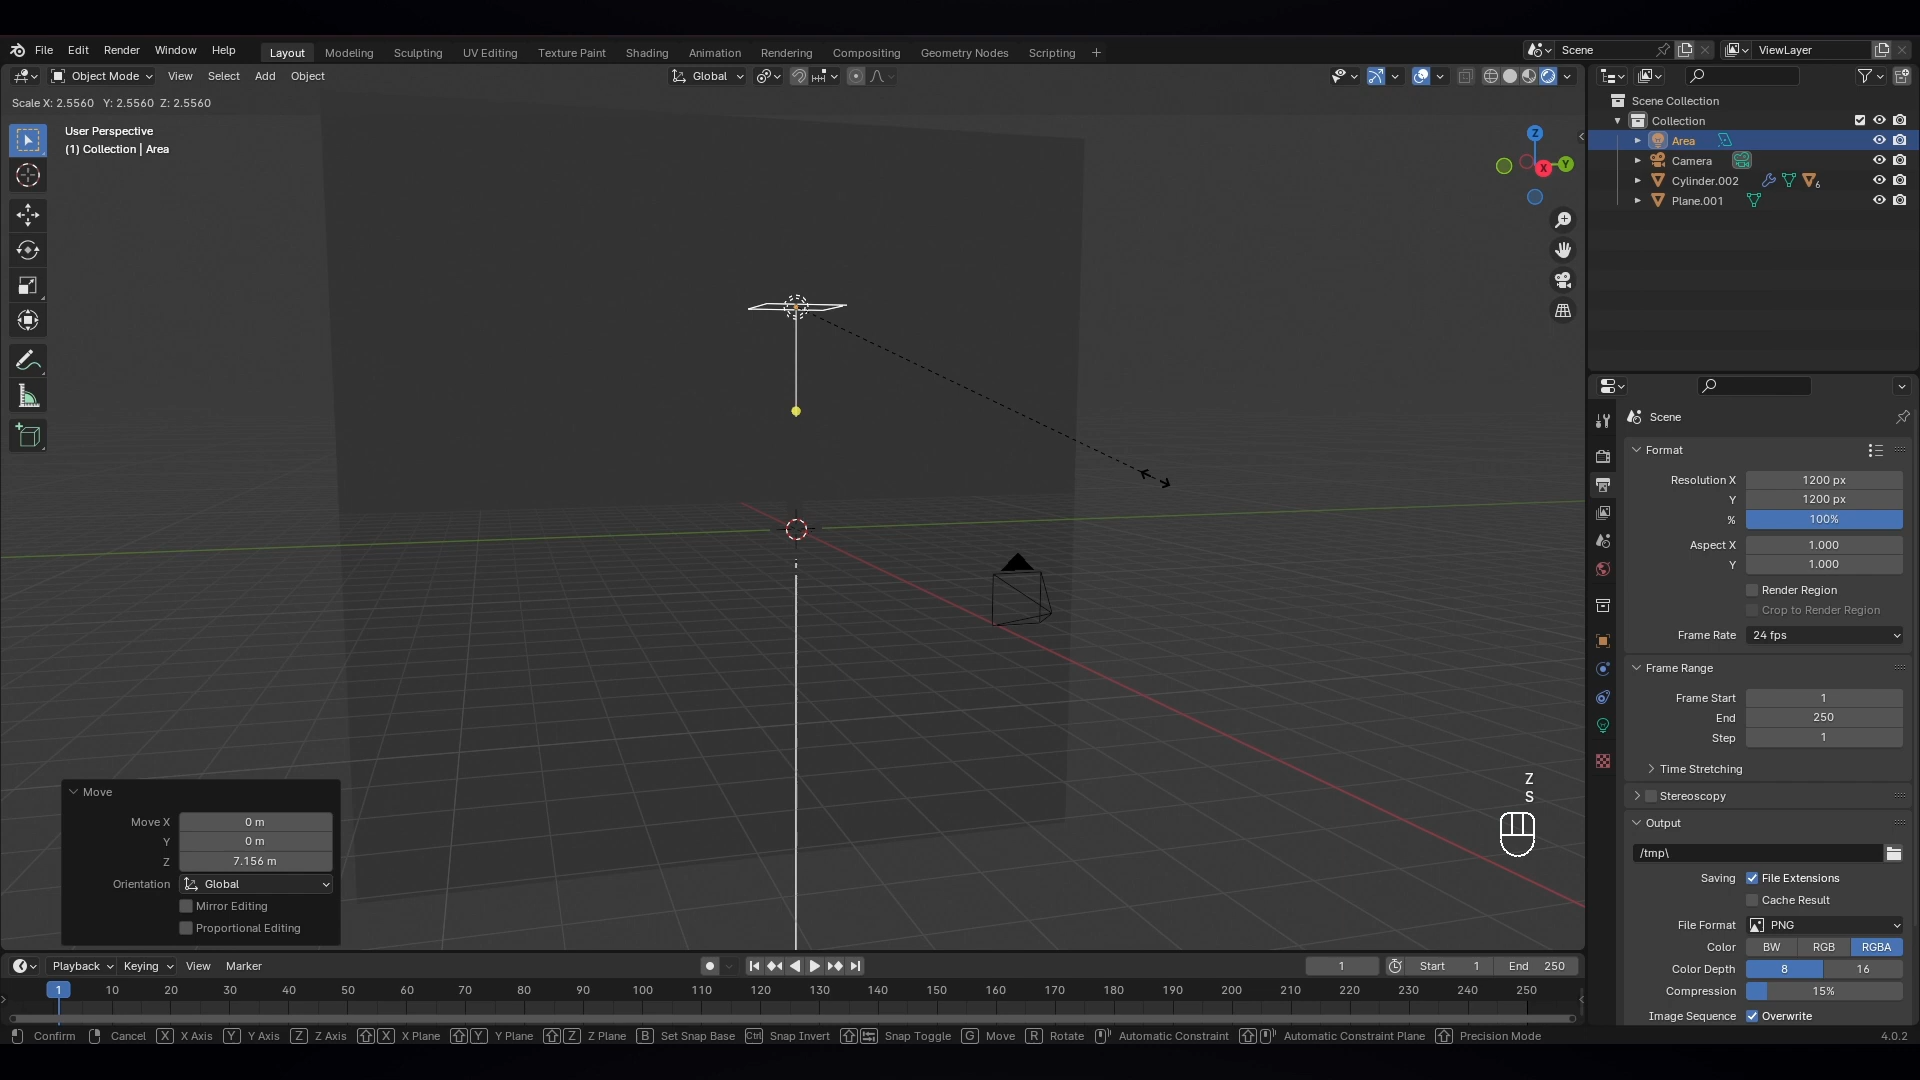 File Edit Render Window Help Layout Modeling Sculpting UV Editing Texture Paint Shading Animation Rendering Compositing Geometry Nodes Scripting + Scene ViewLayer
Object Mode View Select Add Object Global
Scale X: 2.5560 Y: 2.5560 Z: 2.5560
User Perspective
(1) Collection | Area
Z
X
Y
Scene Collection
Collection
Area
Camera
Cylinder.002 6
Plane.001
Scene
Format
Resolution X 1200 px
Y 1200 px
% 100%
Aspect X 1.000
Y 1.000
Render Region
Crop to Render Region
Frame Rate 24 fps
Frame Range
Frame Start 1
End 250
Step 1
Time Stretching
Stereoscopy
Output
/tmp\
Saving File Extensions
Cache Result
File Format PNG
Color BW RGB RGBA
Color Depth 8 16
Compression 15%
Image Sequence Overwrite
Z
S
Move
Move X 0 m
Y 0 m
Z 7.156 m
Orientation Global
Mirror Editing
Proportional Editing
Playback Keying View Marker 1 Start 1 End 250
1 10 20 30 40 50 60 70 80 90 100 110 120 130 140 150 160 170 180 190 200 210 220 230 240 250
Confirm Cancel X X Axis Y Y Axis Z Z Axis X X Plane Y Y Plane Z Z Plane B Set Snap Base Ctrl Snap Invert Snap Toggle G Move R Rotate Automatic Constraint Automatic Constraint Plane Precision Mode 4.0.2